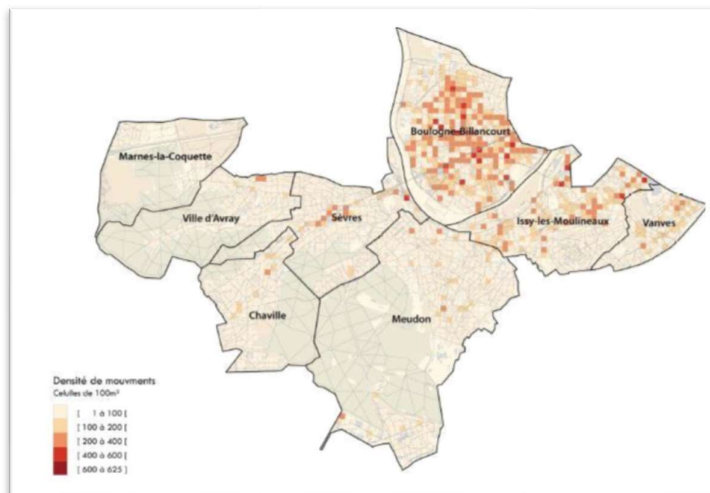 Boulogne-Billancourt
Marnes-la-Coquette
Ville d'Avray
Sèvres
Issy-les-Moulineaux
Vanves
Chaville
Meudon
Densité de mouvments
Celulles de 100m²
[ 1 à 100 [
[ 100 à 200 [
[ 200 à 400 [
[ 400 à 600 [
[ 600 à 625 ]